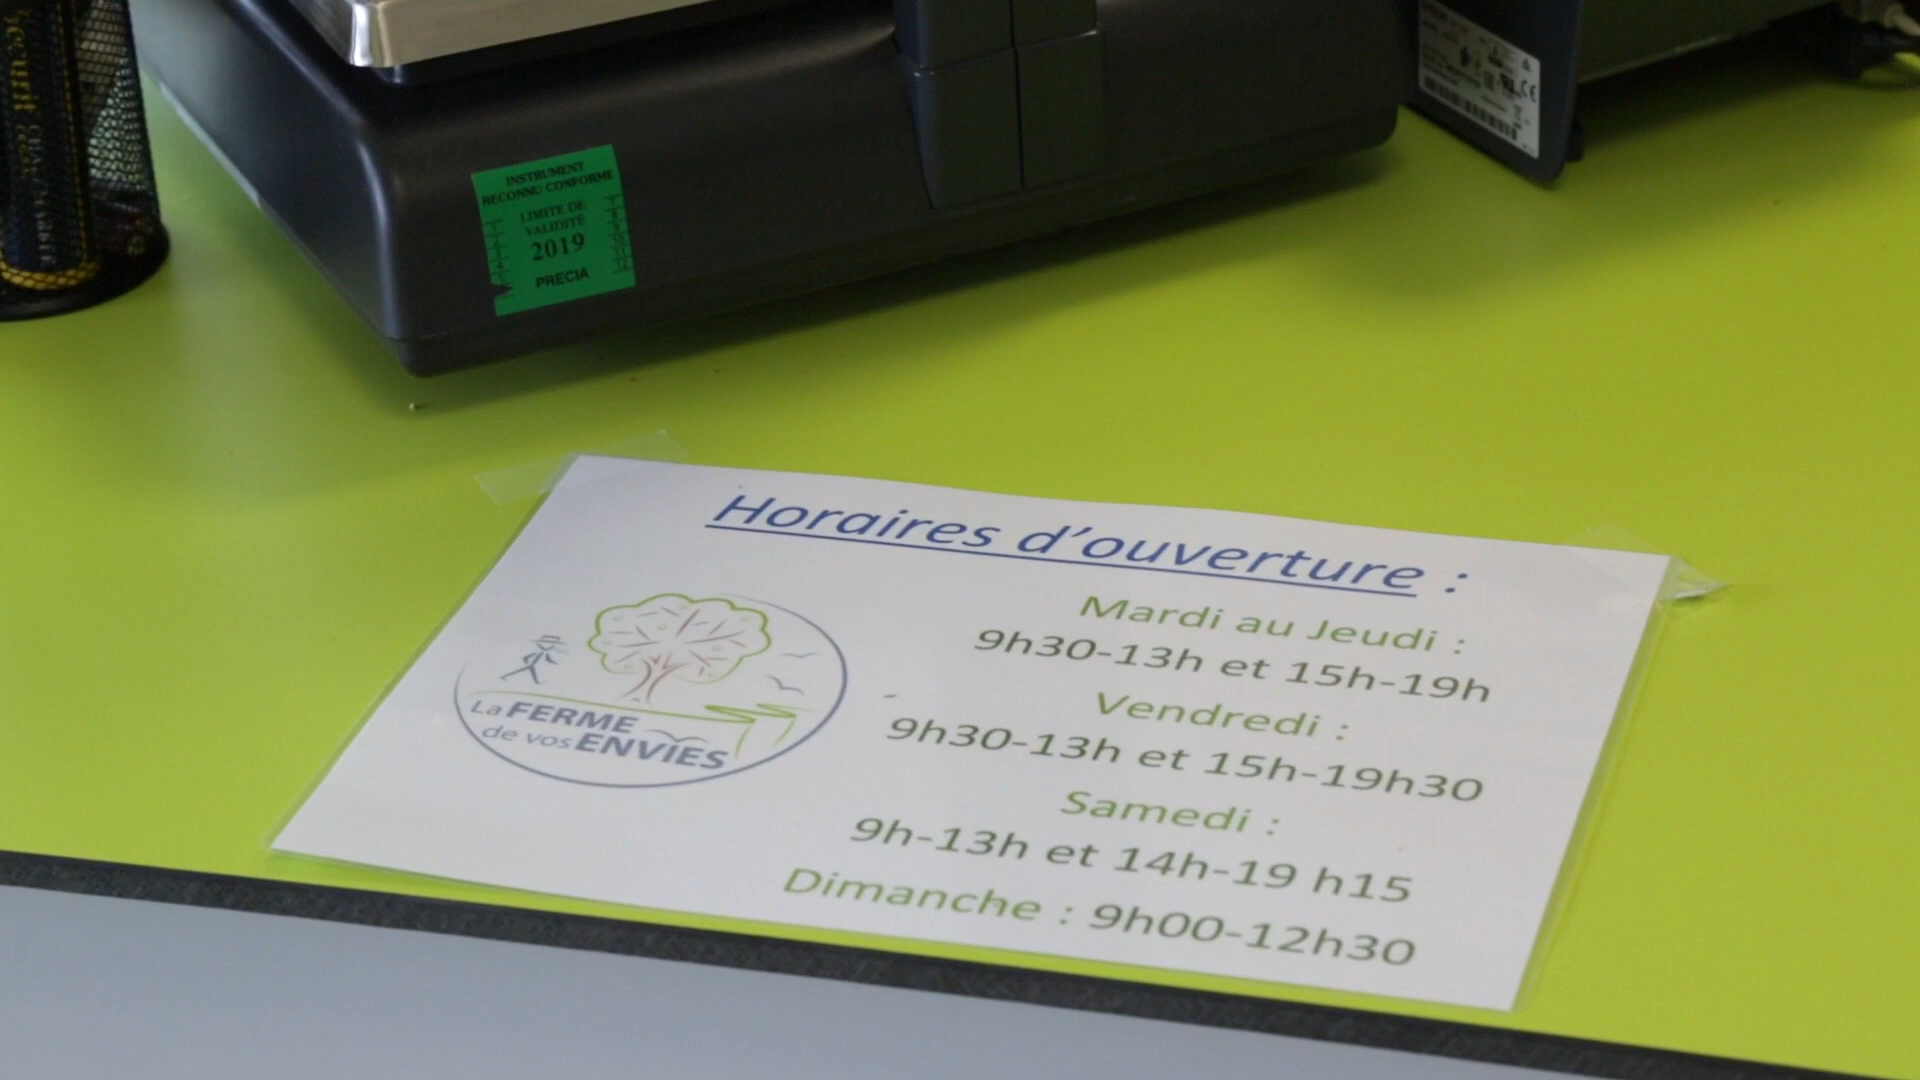 INSTRUMENT
RECONNU CONFORME
LIMITE DE
VALIDITÉ
2019
PRECIA
Horaires d'ouverture :
Mardi au Jeudi :
9h30-13h et 15h-19h
Vendredi :
9h30-13h et 15h-19h30
Samedi :
9h-13h et 14h-19 h15
Dimanche : 9h00-12h30
La FERME
de vos ENVIES